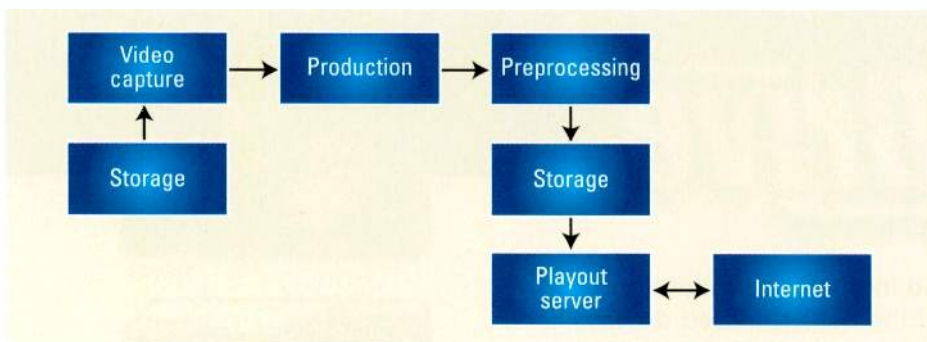 Video
capture
Production
Preprocessing
Storage
Storage
Playout
server
Internet